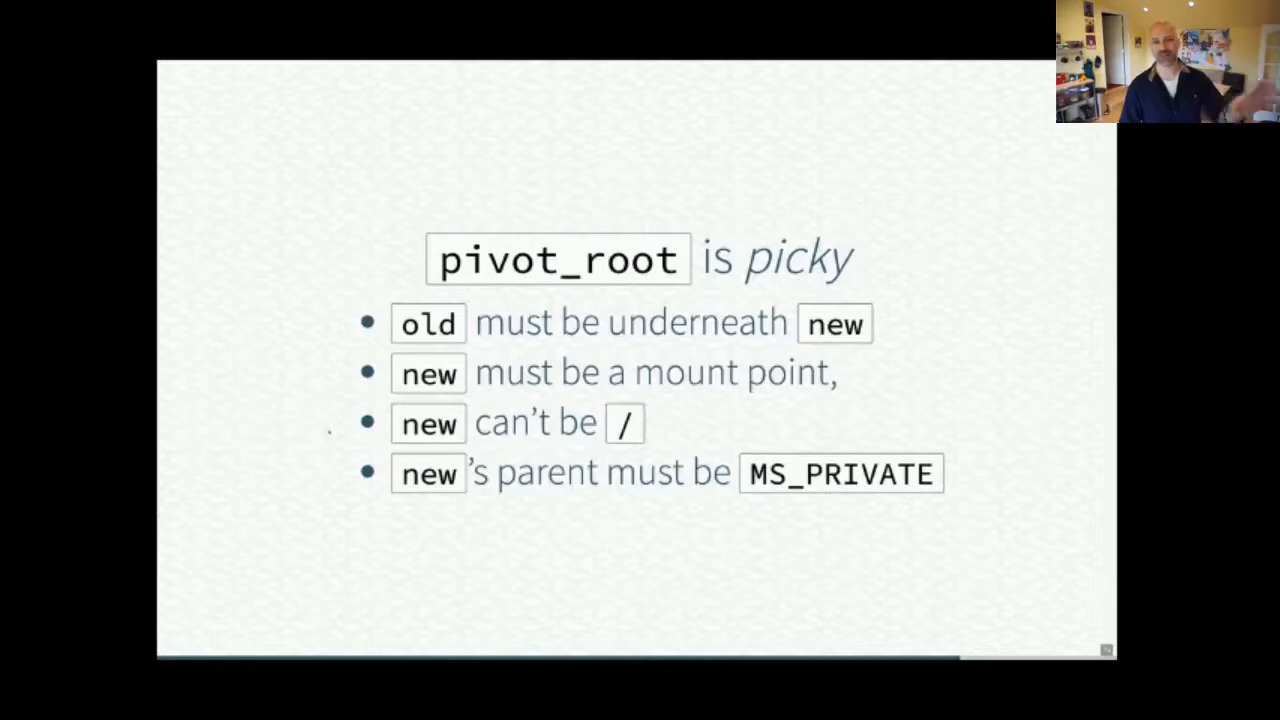 pivot_root is picky
• old must be underneath new
• new must be a mount point,
• new can’t be /
• new’s parent must be MS_PRIVATE